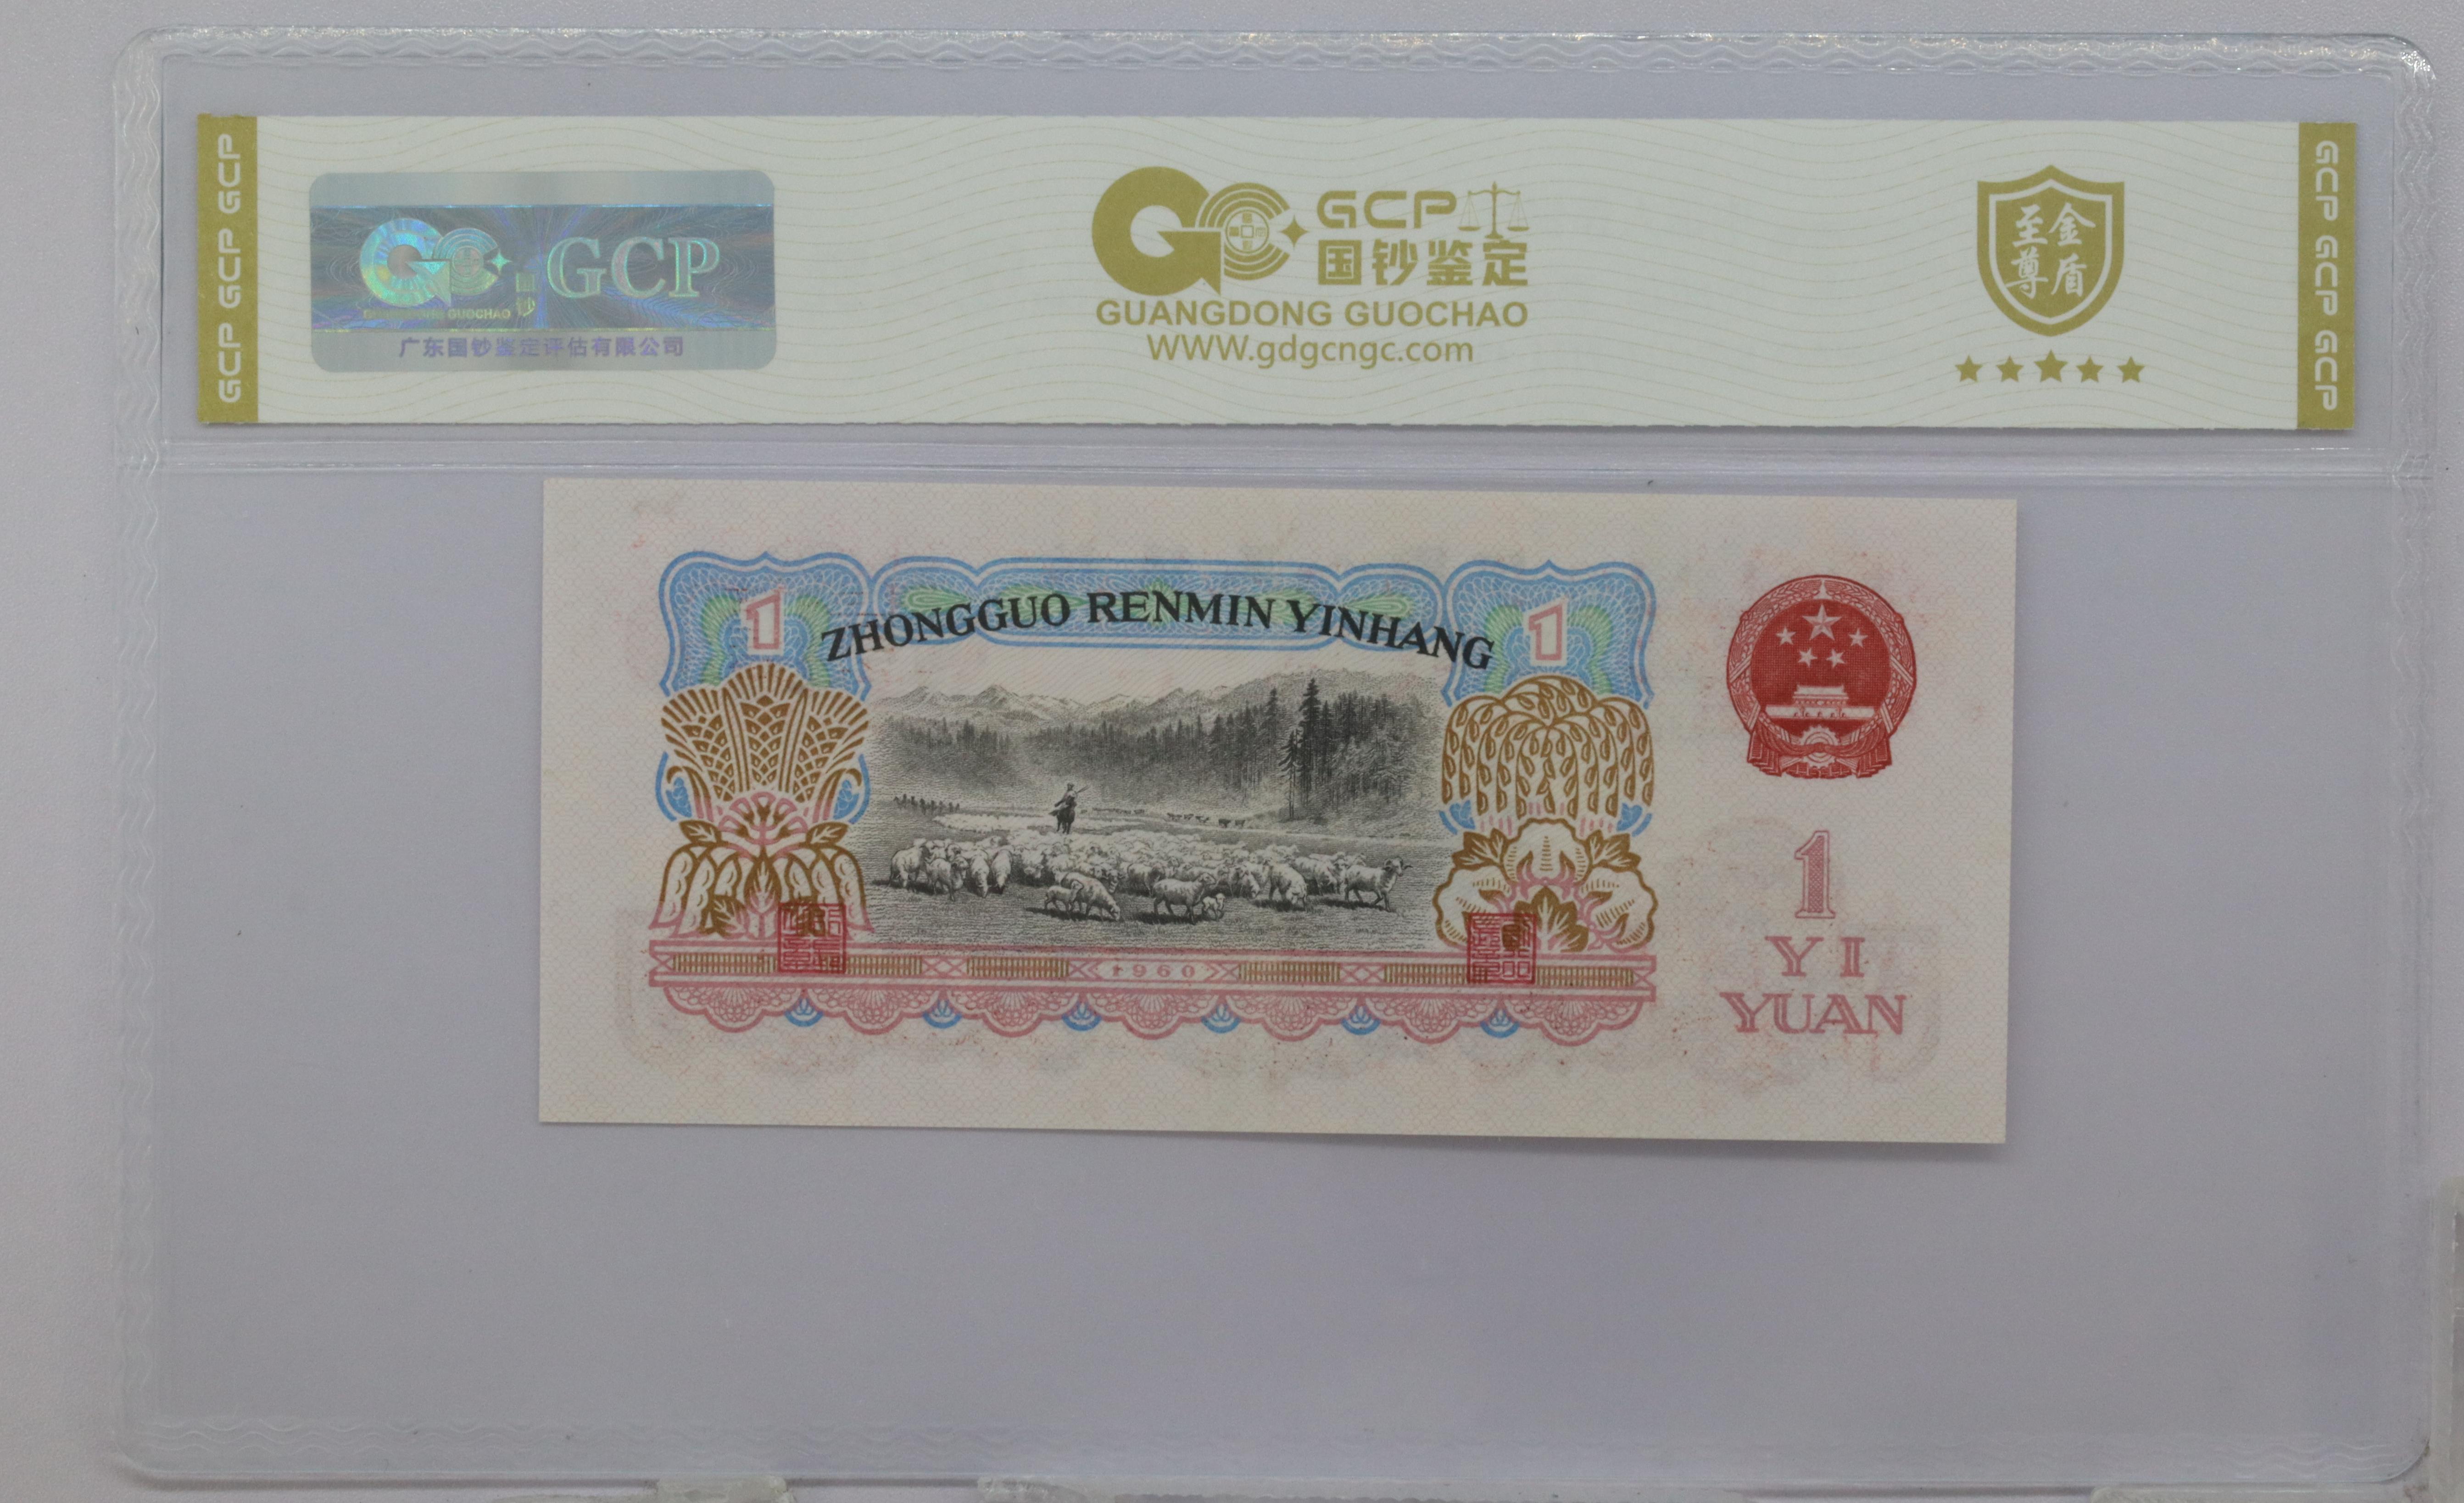 GCP GCP GCP
GCP
国钞
GUANGDONG GUOCHAO
广东国钞鉴定评估有限公司
GCP
国钞鉴定
GUANGDONG GUOCHAO
WWW.gdgcngc.com
至金
尊盾
GCP GCP GCP
ZHONGGUO RENMIN YINHANG
1
1
1960
1
YI
YUAN